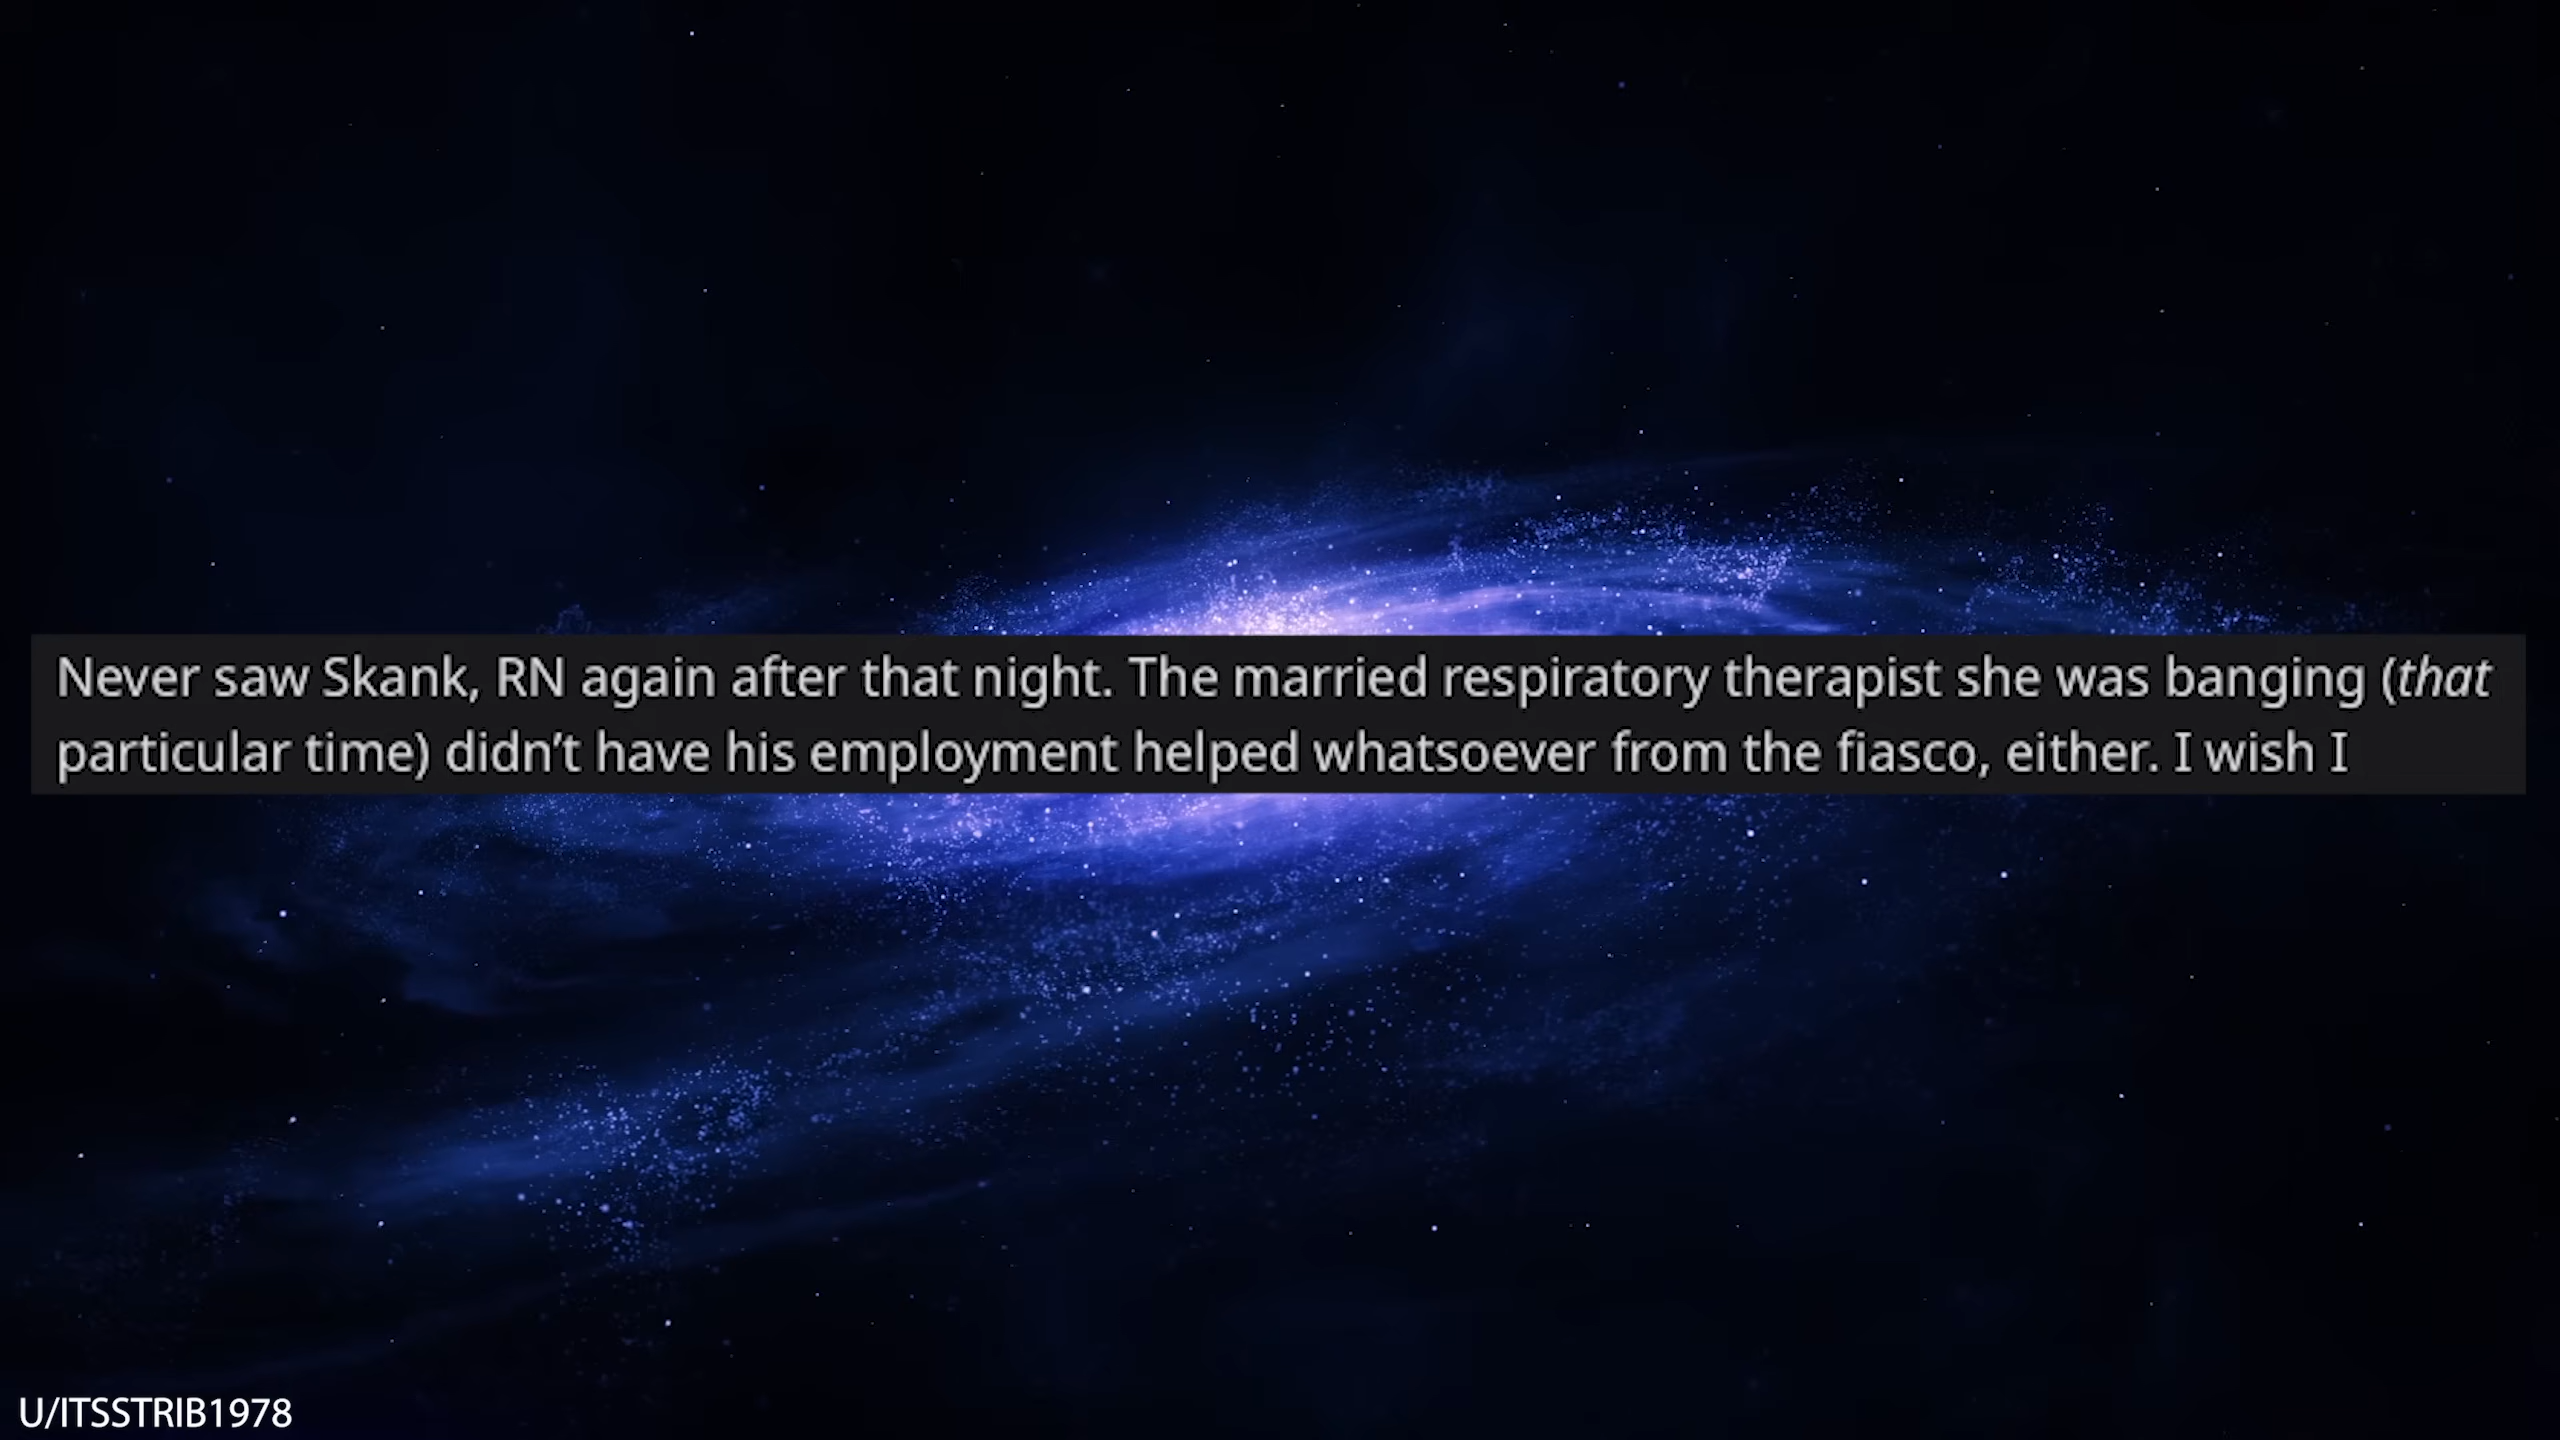 Never saw Skank, RN again after that night. The married respiratory therapist she was banging (that
particular time) didn’t have his employment helped whatsoever from the fiasco, either. I wish I
U/ITSSTRIB1978